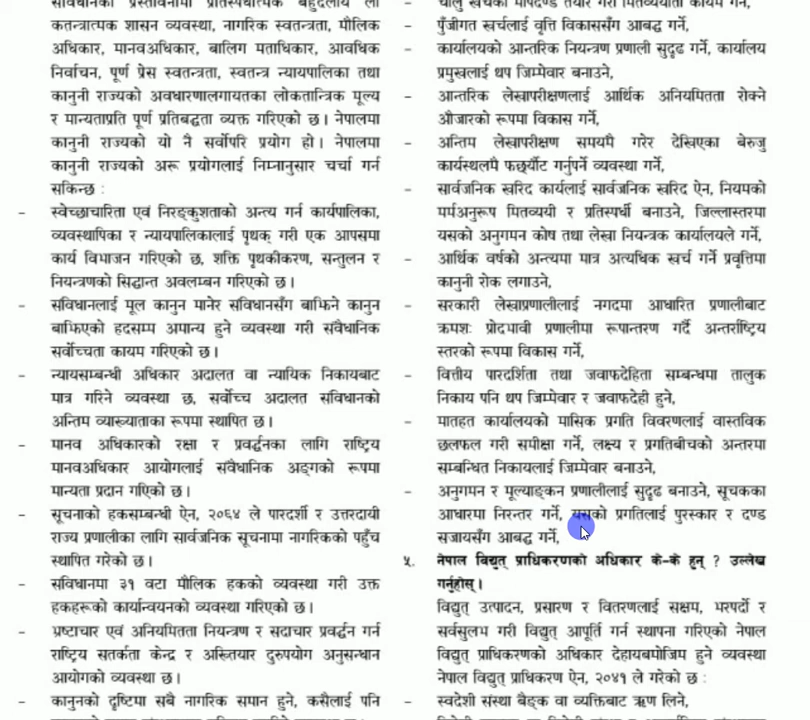 संविधानको प्रस्तावनामा प्रतिस्पर्धात्मक बहुदलीय लो
कतन्त्रात्मक शासन व्यवस्था, नागरिक स्वतन्त्रता, मौलिक
अधिकार, मानवअधिकार, बालिग मताधिकार, आवधिक
निर्वाचन, पूर्ण प्रेस स्वतन्त्रता, स्वतन्त्र न्यायपालिका तथा
कानुनी राज्यको अवधारणालगायतका लोकतान्त्रिक मूल्य
र मान्यताप्रति पूर्ण प्रतिबद्धता व्यक्त गरिएको छ। नेपालमा
कानुनी राज्यको यो नै सर्वोपरि प्रयोग हो। नेपालमा
कानुनी राज्यको अरू प्रयोगलाई निम्नानुसार चर्चा गर्न
सकिन्छ :
- स्वेच्छाचारिता एवं निरङ्कुशताको अन्त्य गर्न कार्यपालिका,
व्यवस्थापिका र न्यायपालिकालाई पृथक् गरी एक आपसमा
कार्य विभाजन गरिएको छ, शक्ति पृथकीकरण, सन्तुलन र
नियन्त्रणको सिद्धान्त अवलम्बन गरिएको छ।
- संविधानलाई मूल कानुन मानेर संविधानसँग बाझिने कानुन
बाझिएको हदसम्म अमान्य हुने व्यवस्था गरी संवैधानिक
सर्वोच्चता कायम गरिएको छ।
- न्यायसम्बन्धी अधिकार अदालत वा न्यायिक निकायबाट
मात्र गरिने व्यवस्था छ, सर्वोच्च अदालत संविधानको
अन्तिम व्याख्याताका रूपमा स्थापित छ।
- मानव अधिकारको रक्षा र प्रवर्द्धनका लागि राष्ट्रिय
मानवअधिकार आयोगलाई संवैधानिक अङ्गको रूपमा
मान्यता प्रदान गएिको छ।
- सूचनाको हकसम्बन्धी ऐन, २०६४ ले पारदर्शी र उत्तरदायी
राज्य प्रणालीका लागि सार्वजनिक सूचनामा नागरिकको पहुँच
स्थापित गरेको छ।
- संविधानमा ३१ वटा मौलिक हकको व्यवस्था गरी उक्त
हकहरूको कार्यान्वयनको व्यवस्था गरिएको छ।
- भ्रष्टाचार एवं अनियमितता नियन्त्रण र सदाचार प्रवर्द्धन गर्न
राष्ट्रिय सतर्कता केन्द्र र अख्तियार दुरुपयोग अनुसन्धान
आयोगको व्यवस्था छ।
- कानुनको दृष्टिमा सबै नागरिक समान हुने, कसैलाई पनि
- चालु खर्चको मापदण्ड तयार गरी मितव्ययिता कायम गर्ने,
- पुँजीगत खर्चलाई वृत्ति विकाससँग आबद्ध गर्ने,
- कार्यालयको आन्तरिक नियन्त्रण प्रणाली सुदृढ गर्ने, कार्यालय
प्रमुखलाई थप जिम्मेवार बनाउने,
- आन्तरिक लेखापरीक्षणलाई आर्थिक अनियमितता रोक्ने
औजारको रूपमा विकास गर्ने,
- अन्तिम लेखापरीक्षण समयमै गरेर देखिएका बेरुजु
कार्यस्थलमै फर्छ्यौट गर्नुपर्ने व्यवस्था गर्ने,
- सार्वजनिक खरिद कार्यलाई सार्वजनिक खरिद ऐन, नियमको
मर्मअनुरूप मितव्ययी र प्रतिस्पर्धी बनाउने, जिल्लास्तरमा
यसको अनुगमन कोष तथा लेखा नियन्त्रक कार्यालयले गर्ने,
- आर्थिक वर्षको अन्त्यमा मात्र अत्यधिक खर्च गर्ने प्रवृत्तिमा
कानुनी रोक लगाउने,
- सरकारी लेखाप्रणालीलाई नगदमा आधारित प्रणालीबाट
क्रमशः प्रोदभावी प्रणालीमा रूपान्तरण गर्दै अन्तर्राष्ट्रिय
स्तरको रूपमा विकास गर्ने,
- वित्तीय पारदर्शिता तथा जवाफदेहिता सम्बन्धमा तालुक
निकाय पनि थप जिम्मेवार र जवाफदेही हुने,
- मातहत कार्यालयको मासिक प्रगति विवरणलाई वास्तविक
छलफल गरी समीक्षा गर्ने, लक्ष्य र प्रगतिबीचको अन्तरमा
सम्बन्धित निकायलाई जिम्मेवार बनाउने,
- अनुगमन र मूल्याङ्कन प्रणालीलाई सुदृढ बनाउने, सूचकका
आधारमा निरन्तर गर्ने, यसको प्रगतिलाई पुरस्कार र दण्ड
सजायसँग आबद्ध गर्ने,
५. नेपाल विद्युत् प्राधिकरणको अधिकार के-के हुन् ? उल्लेख
गर्नुहोस्।
विद्युत् उत्पादन, प्रसारण र वितरणलाई सक्षम, भरपर्दो र
सर्वसुलभ गरी विद्युत् आपूर्ति गर्न स्थापना गरिएको नेपाल
विद्युत् प्राधिकरणको अधिकार देहायबमोजिम हुने व्यवस्था
नेपाल विद्युत् प्राधिकरण ऐन, २०४१ ले गरेको छ :
- स्वदेशी संस्था बैङ्क वा व्यक्तिबाट ऋण लिने,